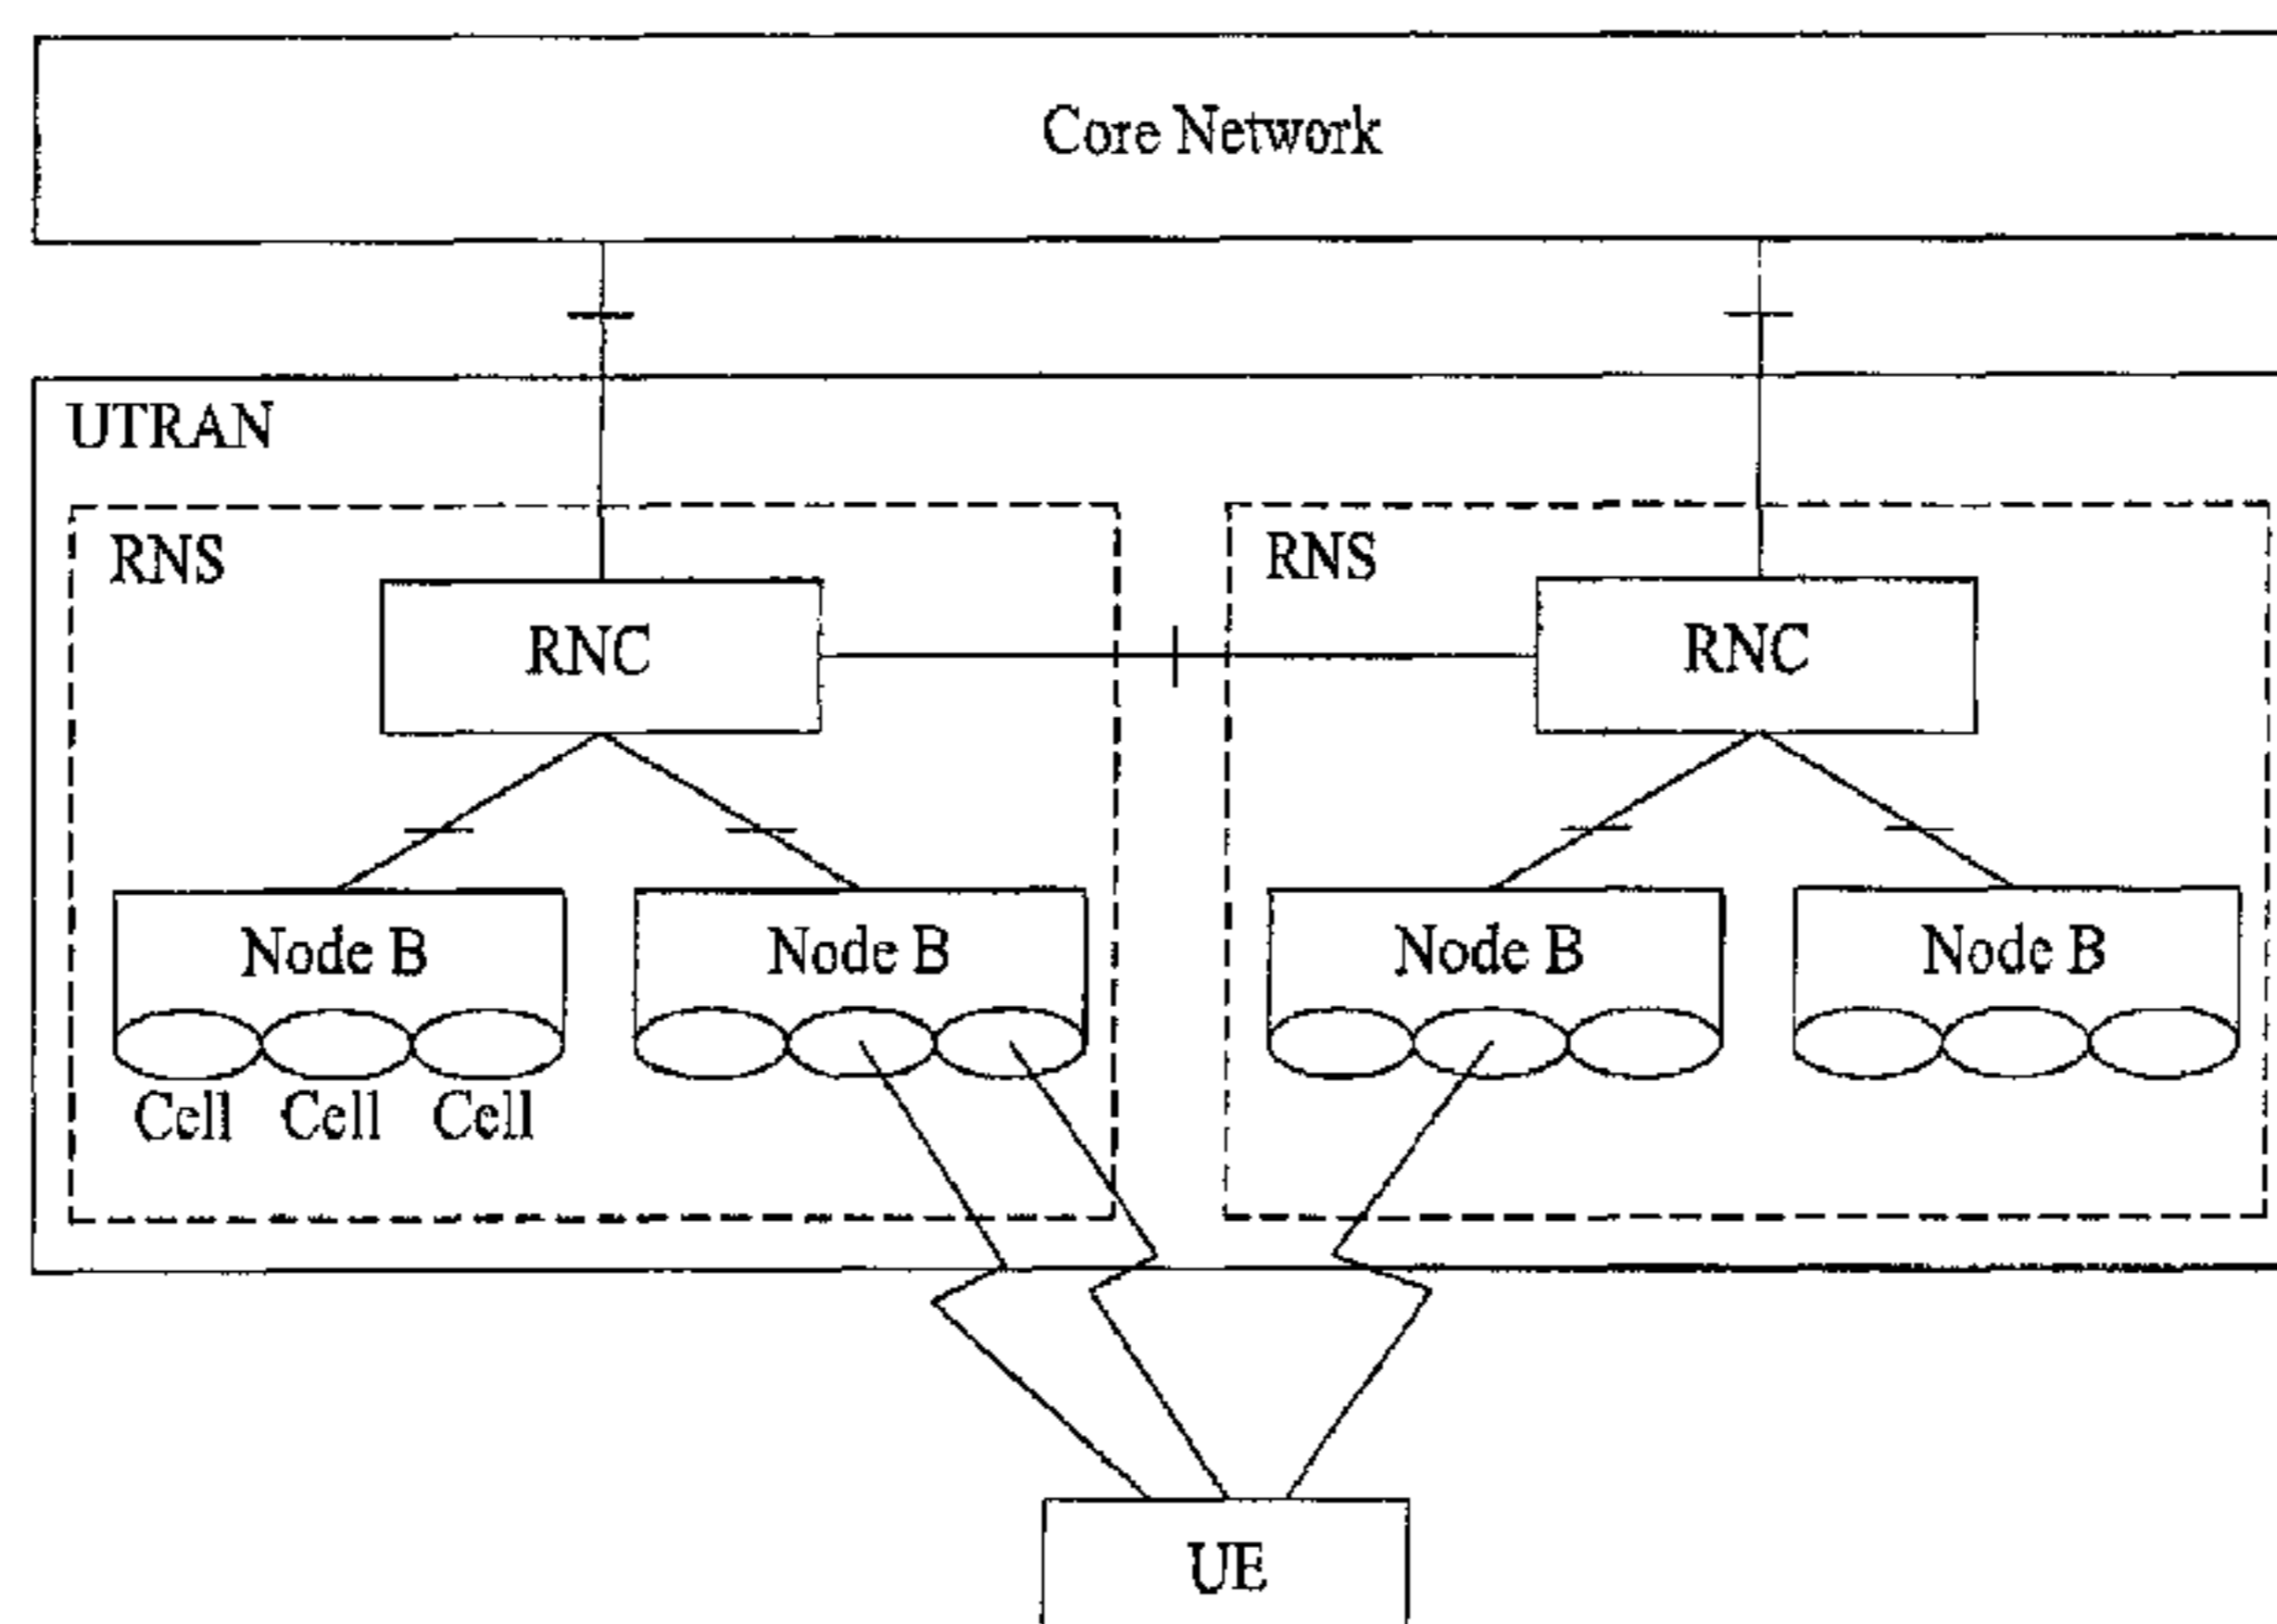 Core Network
UTRAN
RNS
RNS
RNC
RNC
Node B
Node B
Node B
Node B
Cell
Cell
Cell
UE